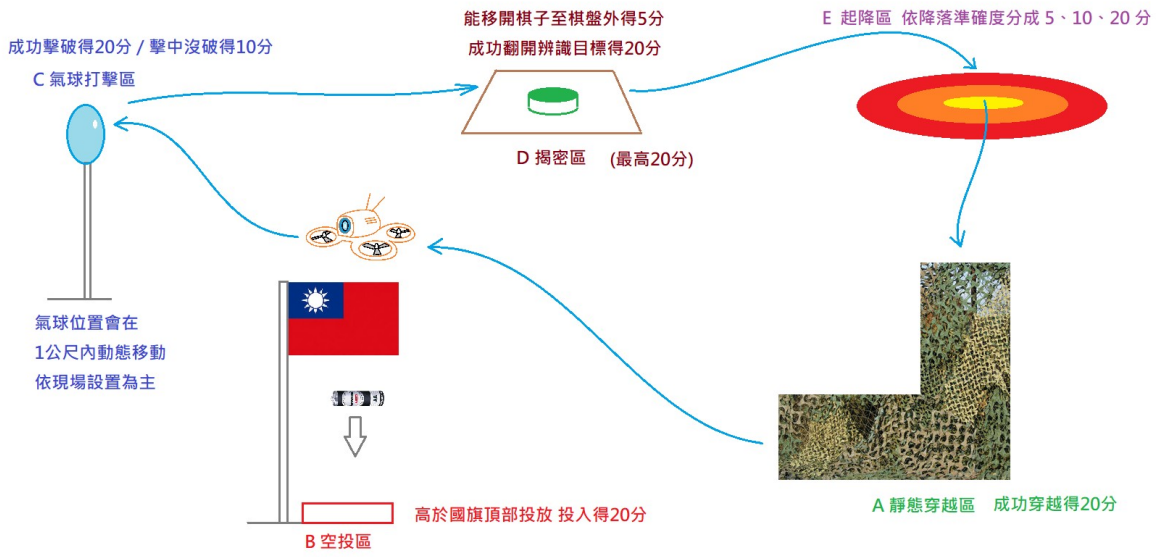 能移開棋子至棋盤外得5分
成功翻開辨識目標得20分
E 起降區 依降落準確度分成 5、10、20 分
成功擊破得20分 / 擊中沒破得10分
C 氣球打擊區
D 揭密區 (最高20分)
氣球位置會在
1公尺內動態移動
依現場設置為主
高於國旗頂部投放 投入得20分
B 空投區
A 靜態穿越區 成功穿越得20分